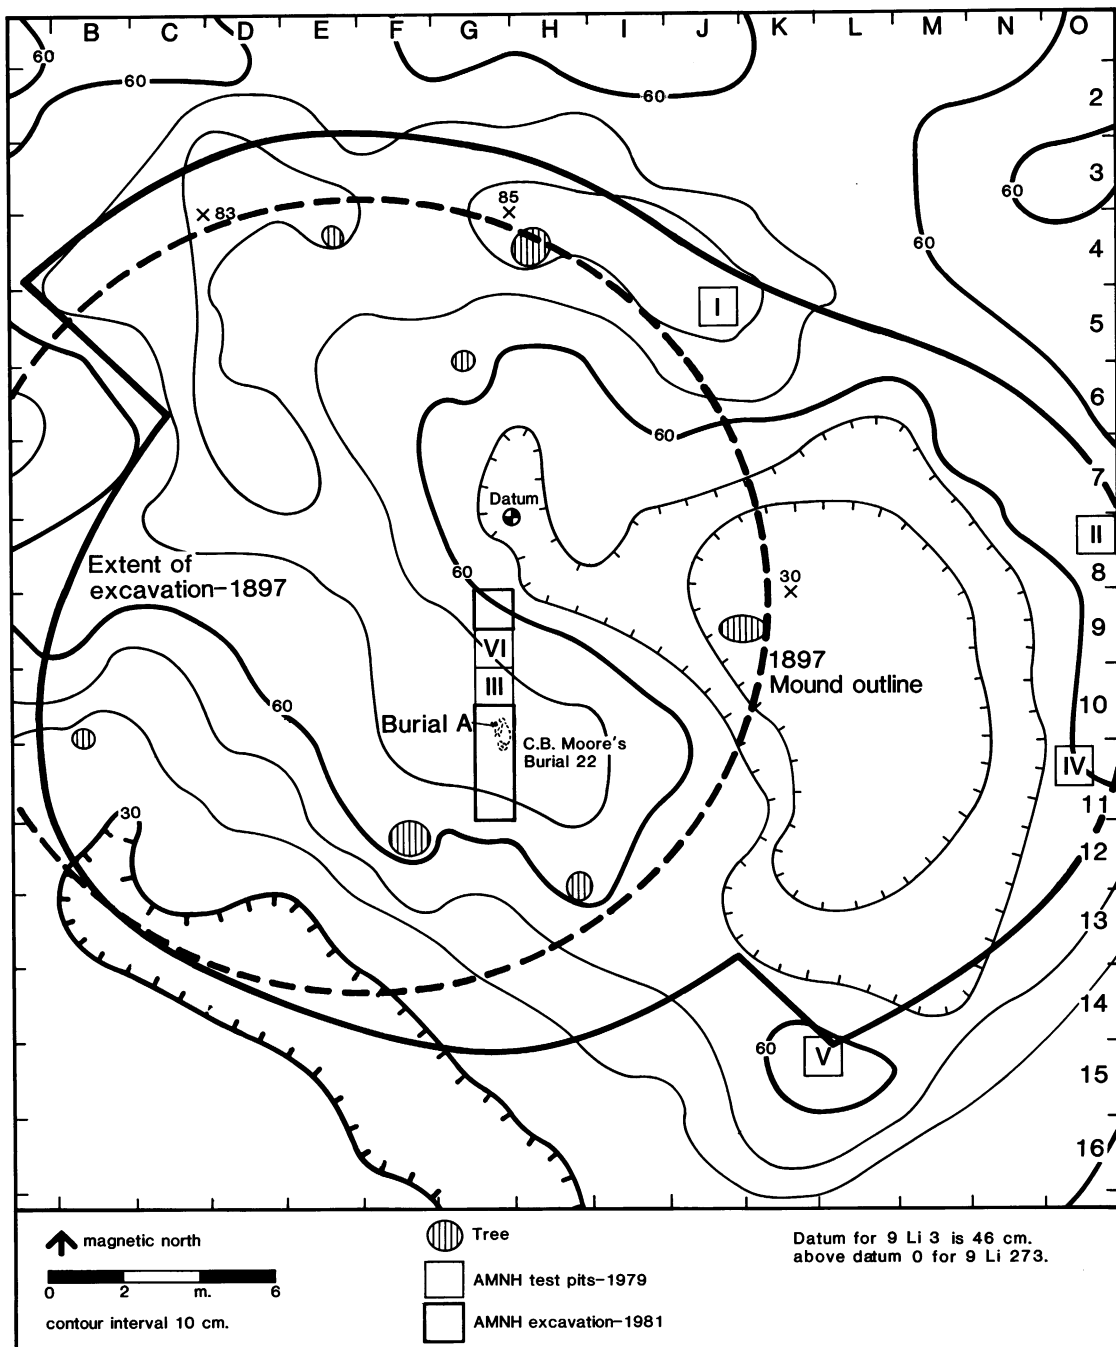 B C D E F G H I J K L M N O
60
60
60
2
3
60
85
83
4
60
I
5
6
60
7
Datum
II
Extent of
excavation-1897
60
30
8
9
VI
1897
Mound outline
III
60
10
Burial A
C.B. Moore's
Burial 22
IV
30
11
12
13
14
60
V
15
16
magnetic north
Tree
Datum for 9 Li 3 is 46 cm.
above datum 0 for 9 Li 273.
AMNH test pits-1979
0 2 m. 6
AMNH excavation-1981
contour interval 10 cm.